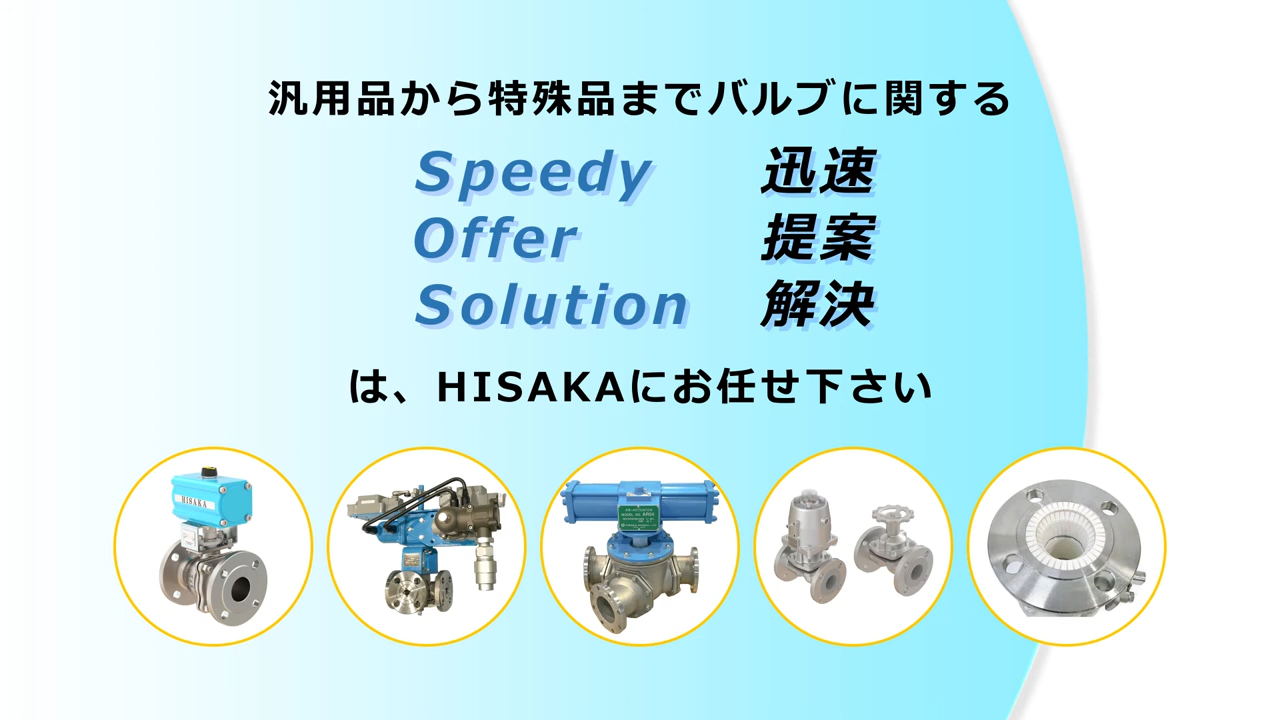 汎用品から特殊品までバルブに関する
Speedy 迅速
Offer 提案
Solution 解決
は、HISAKAにお任せ下さい
HISAKA